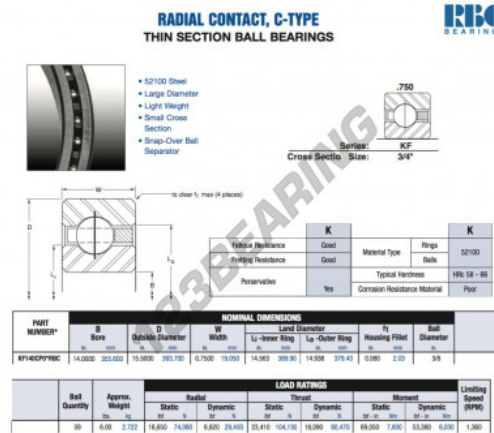 RADIAL CONTACT, C-TYPE
THIN SECTION BALL BEARINGS
RBC
BEARING
• 52100 Steel
• Large Diameter
• Light Weight
• Small Cross
Section
• Snap-Over Ball
Separator
.750
Series: KF
Cross Sectio Size: 3/4"
W
to clear f₁ max (4 places)
D
L₁
B
L₀
K K
Fatigue Resistance Good Material Type Rings 52100
Fretting Resistance Good Balls
Perservative Yes Typical Hardness HRc 58 - 66
Corrosion Resistance Material Poor
123BEARING
NOMINAL DIMENSIONS
PART NUMBER* B Bore D Outside Diameter W Width Land Diameter f₁ Housing Fillet Ball Diameter
Lᵢ -Inner Ring L₀ -Outer Ring
in. mm in. mm in. mm in. mm in. mm in. mm in.
KF140CP0*RBC 14.0000 355.600 15.5000 393.700 0.7500 19.050 14.563 369.90 14.938 379.43 0.080 2.03 3/8
LOAD RATINGS
Ball Quantity Approx. Weight Radial Thrust Moment Limiting Speed (RPM)
Static Dynamic Static Dynamic Static Dynamic
lbs. kg lbf N lbf N lbf N lbf N lbf - in Nm lbf - in Nm
59 6.00 2.722 16,650 74,060 6,620 29,450 23,410 104,130 18,090 80,470 69,050 7,800 53,380 6,030 1,360